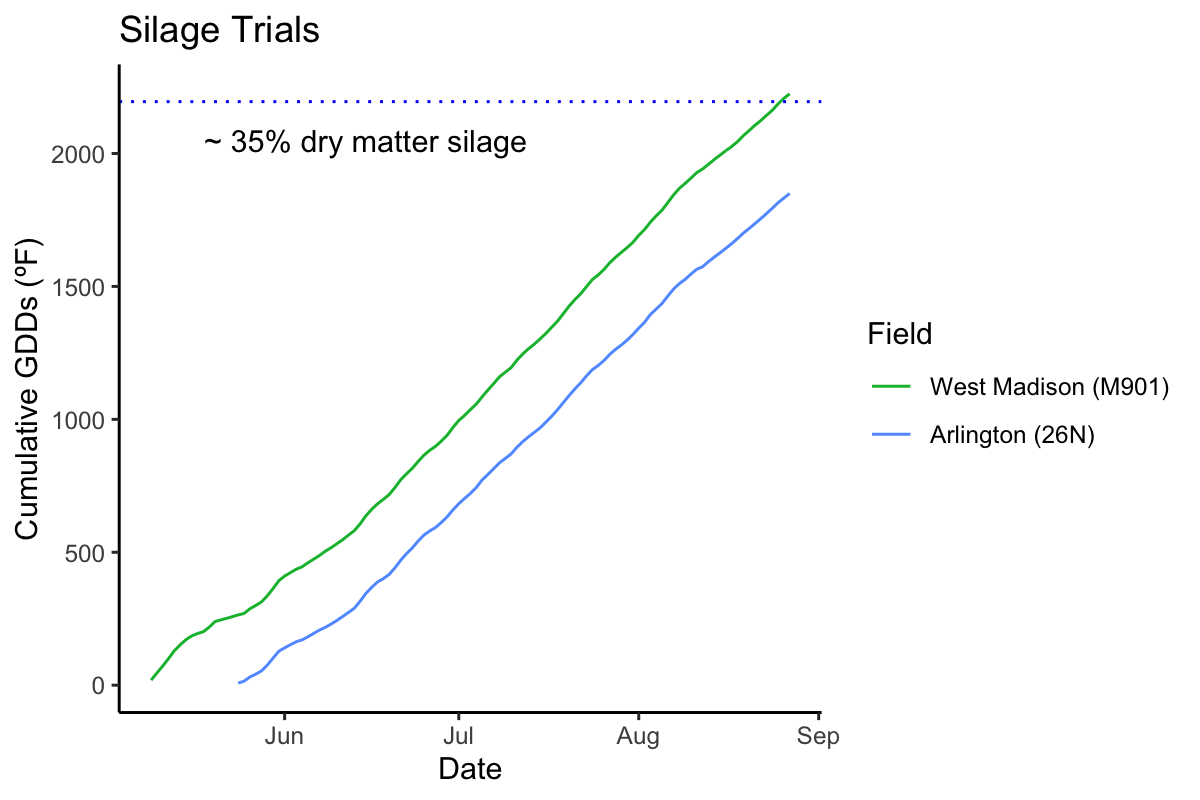 Silage Trials
~ 35% dry matter silage
2000
1500
1000
500
0
Cumulative GDDs (ºF)
Jun Jul Aug Sep
Date
Field
West Madison (M901)
Arlington (26N)